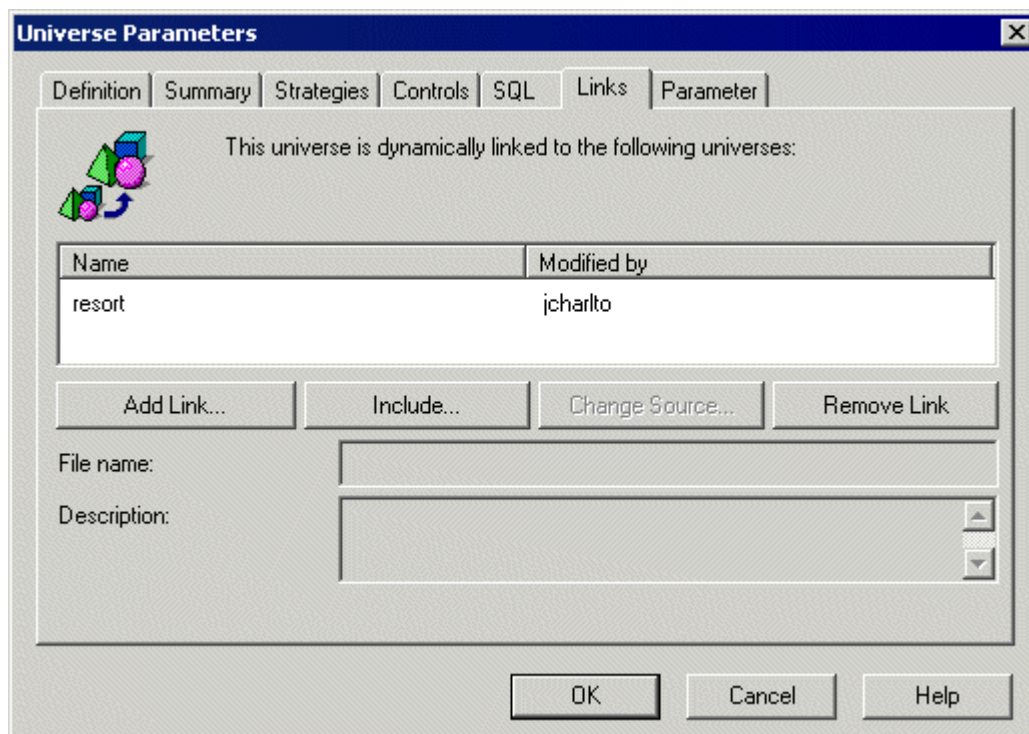 Universe Parameters
Definition Summary Strategies Controls SQL Links Parameter
This universe is dynamically linked to the following universes:
Name Modified by
resort jcharlto
Add Link... Include... Change Source... Remove Link
File name:
Description:
OK Cancel Help